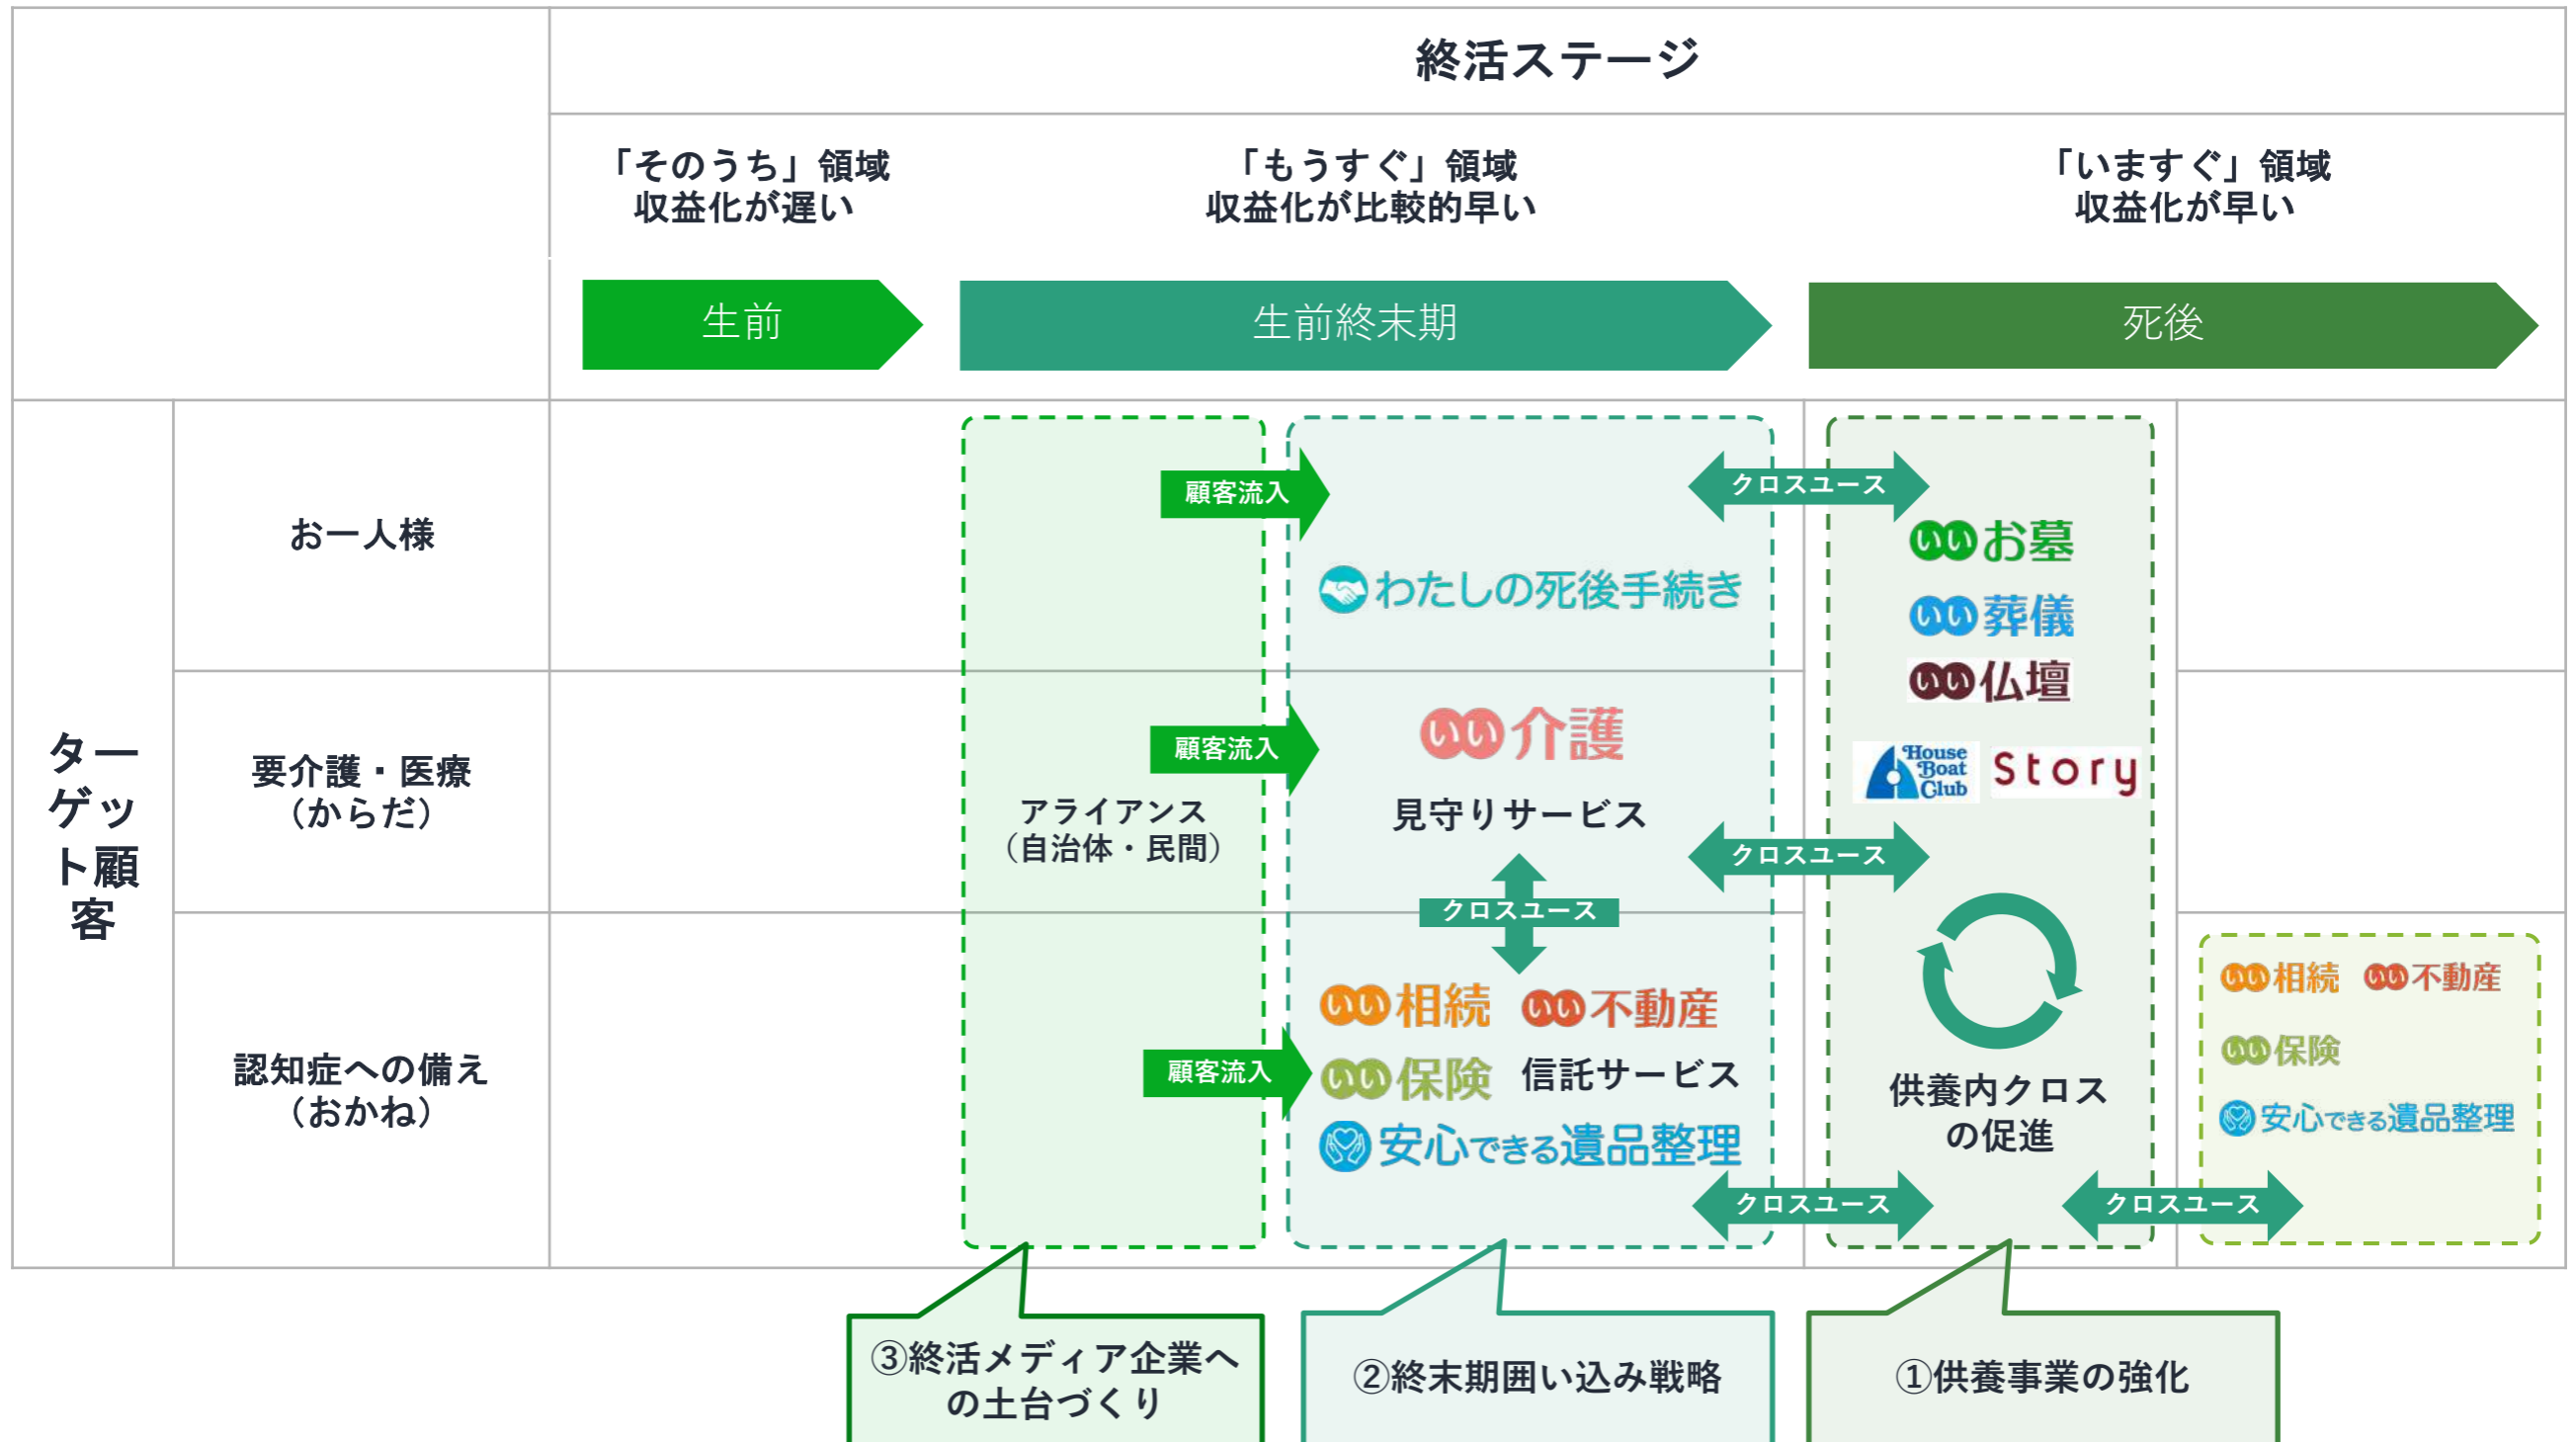 終活ステージ
「そのうち」領域
収益化が遅い
「もうすぐ」領域
収益化が比較的早い
「いますぐ」領域
収益化が早い
生前
生前終末期
死後
ター
ゲッ
ト顧
客
お一人様
顧客流入
クロスユース
わたしの死後手続き
いいお墓
いい葬儀
いい仏壇
House
Boat
Club
Story
要介護・医療
（からだ）
アライアンス
（自治体・民間）
顧客流入
いい介護
見守りサービス
クロスユース
クロスユース
認知症への備え
（おかね）
顧客流入
いい相続
いい不動産
いい保険
信託サービス
安心できる遺品整理
クロスユース
供養内クロス
の促進
クロスユース
いい相続
いい不動産
いい保険
安心できる遺品整理
③終活メディア企業へ
の土台づくり
②終末期囲い込み戦略
①供養事業の強化